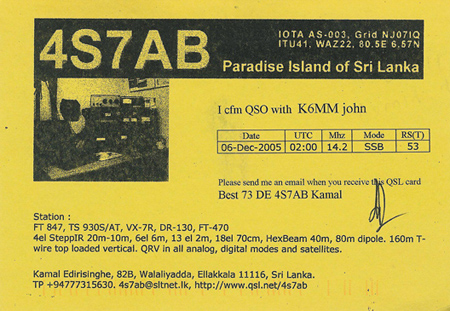 4S7AB
IOTA AS-003, Grid NJ07IQ
ITU41, WAZ22, 80.5E 6,57N
Paradise Island of Sri Lanka
I cfm QSO with K6MM john
Date UTC Mhz Mode RS(T)
06-Dec-2005 02:00 14.2 SSB 53
Please send me an email when you receive this QSL card
Best 73 DE 4S7AB Kamal
Station :
FT 847, TS 930S/AT, VX-7R, DR-130, FT-470
4el SteppIR 20m-10m, 6el 6m, 13 el 2m, 18el 70cm, HexBeam 40m, 80m dipole. 160m T-
wire top loaded vertical. QRV in all analog, digital modes and satellites.
Kamal Edirisinghe, 82B, Walaliyadda, Ellakkala 11116, Sri Lanka.
TP +94777315630. 4s7ab@sltnet.lk, http://www.qsl.net/4s7ab